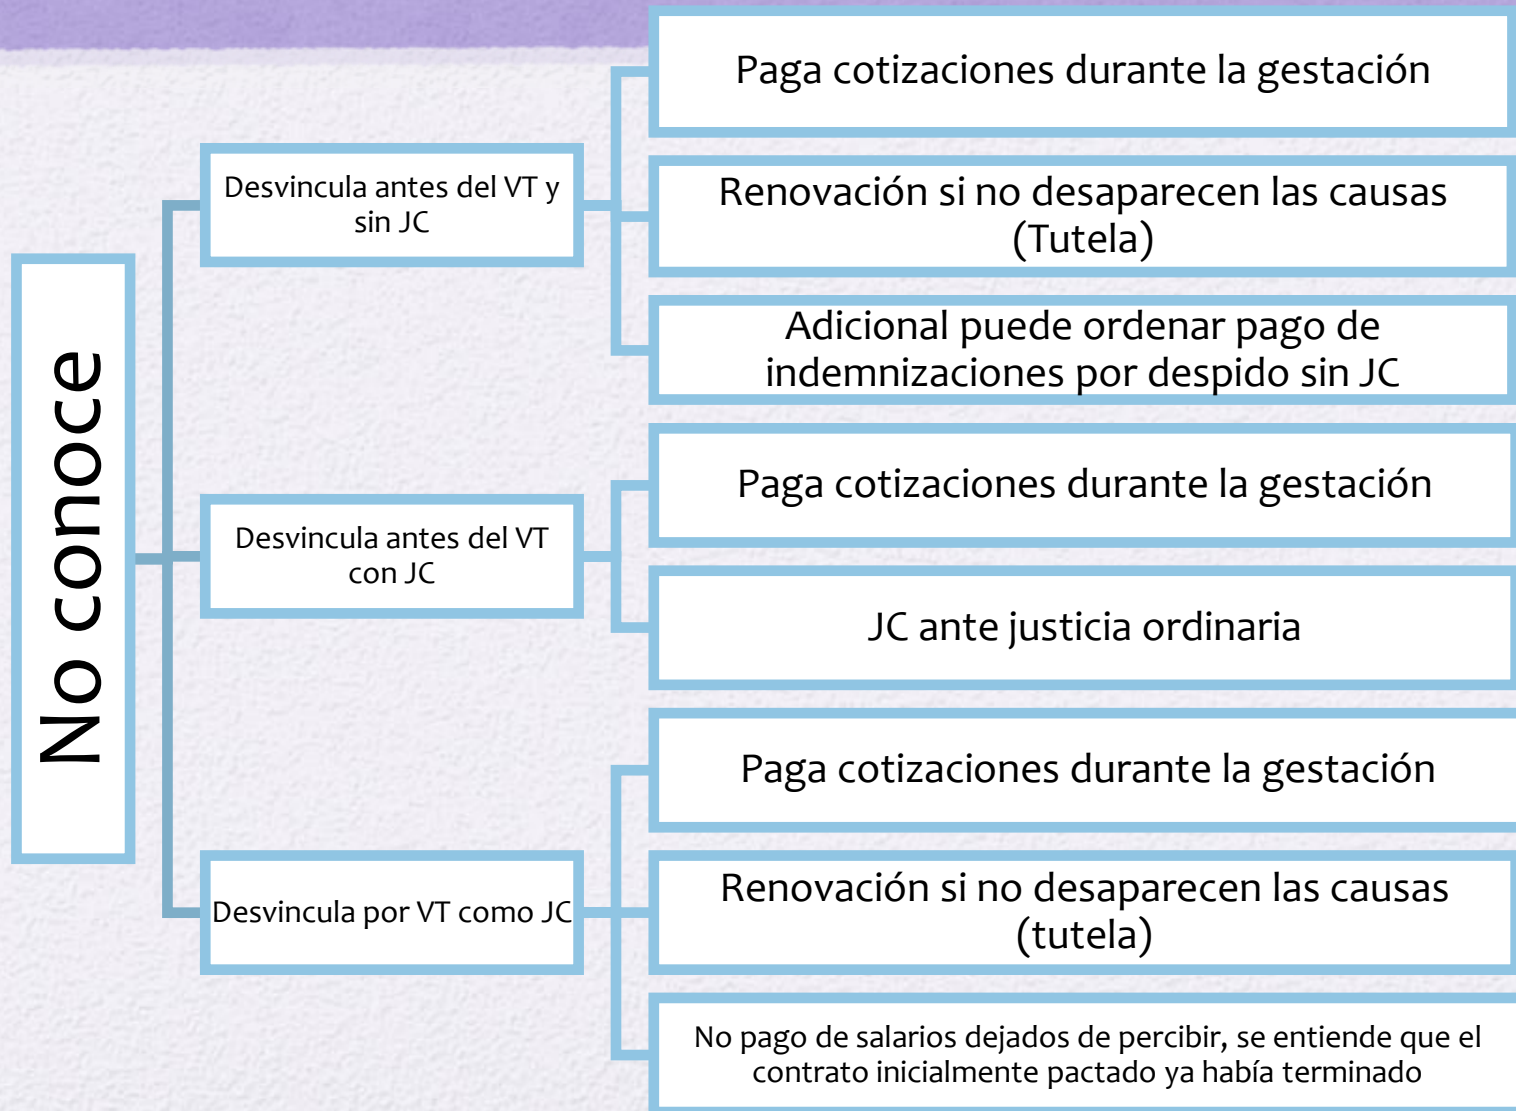 No conoce
Desvincula antes del VT y
sin JC
Paga cotizaciones durante la gestación
Renovación si no desaparecen las causas
(Tutela)
Adicional puede ordenar pago de
indemnizaciones por despido sin JC
Desvincula antes del VT
con JC
Paga cotizaciones durante la gestación
JC ante justicia ordinaria
Desvincula por VT como JC
Paga cotizaciones durante la gestación
Renovación si no desaparecen las causas
(tutela)
No pago de salarios dejados de percibir, se entiende que el
contrato inicialmente pactado ya había terminado